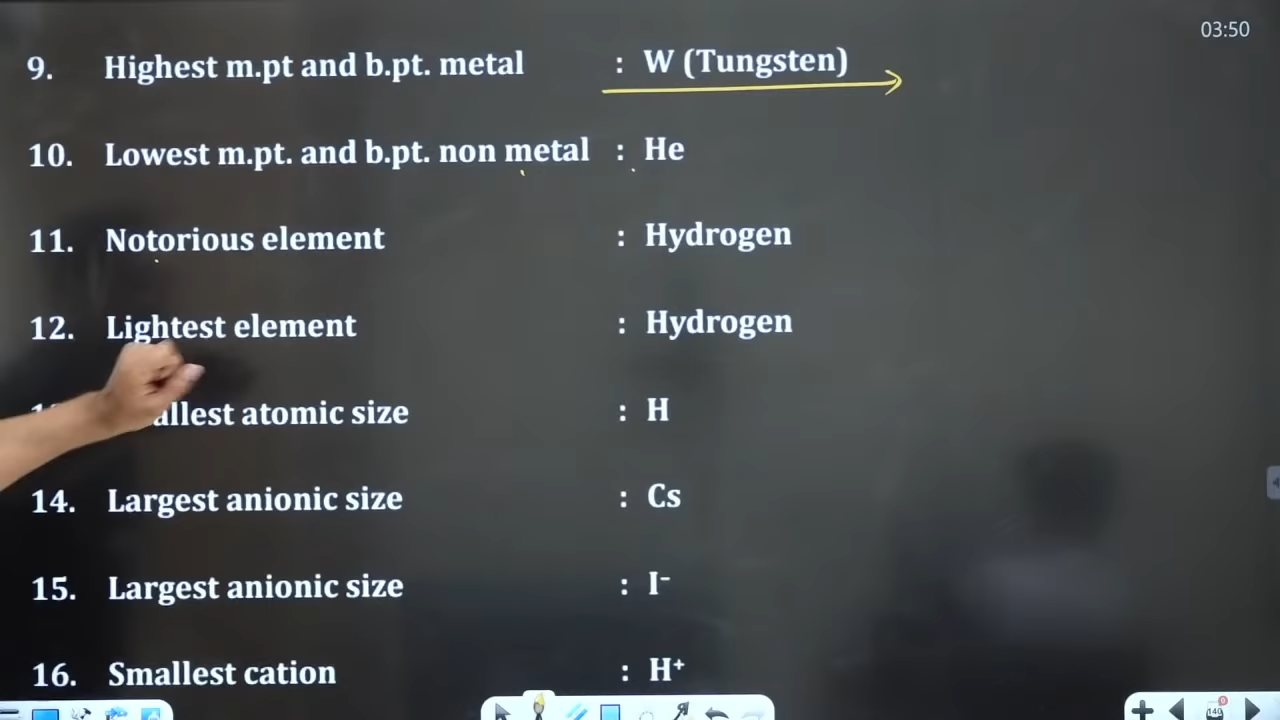 03:50
9. Highest m.pt and b.pt. metal : W (Tungsten)
10. Lowest m.pt. and b.pt. non metal : He
11. Notorious element : Hydrogen
12. Lightest element : Hydrogen
allest atomic size : H
14. Largest anionic size : Cs
15. Largest anionic size : I⁻
16. Smallest cation : H⁺